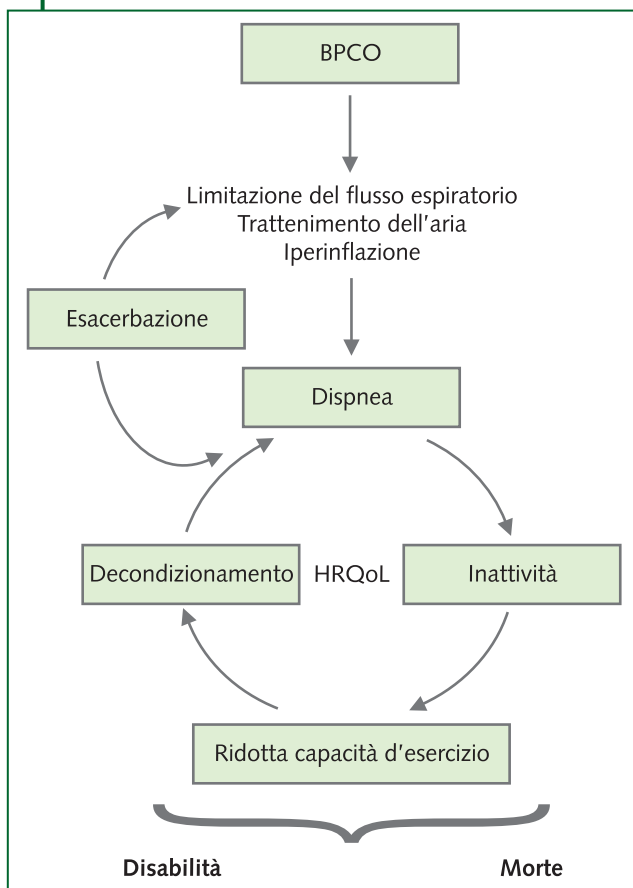 BPCO
Limitazione del flusso espiratorio
Trattenimento dell'aria
Iperinflazione
Esacerbazione
Dispnea
Decondizionamento
HRQoL
Inattività
Ridotta capacità d'esercizio
Disabilità
Morte